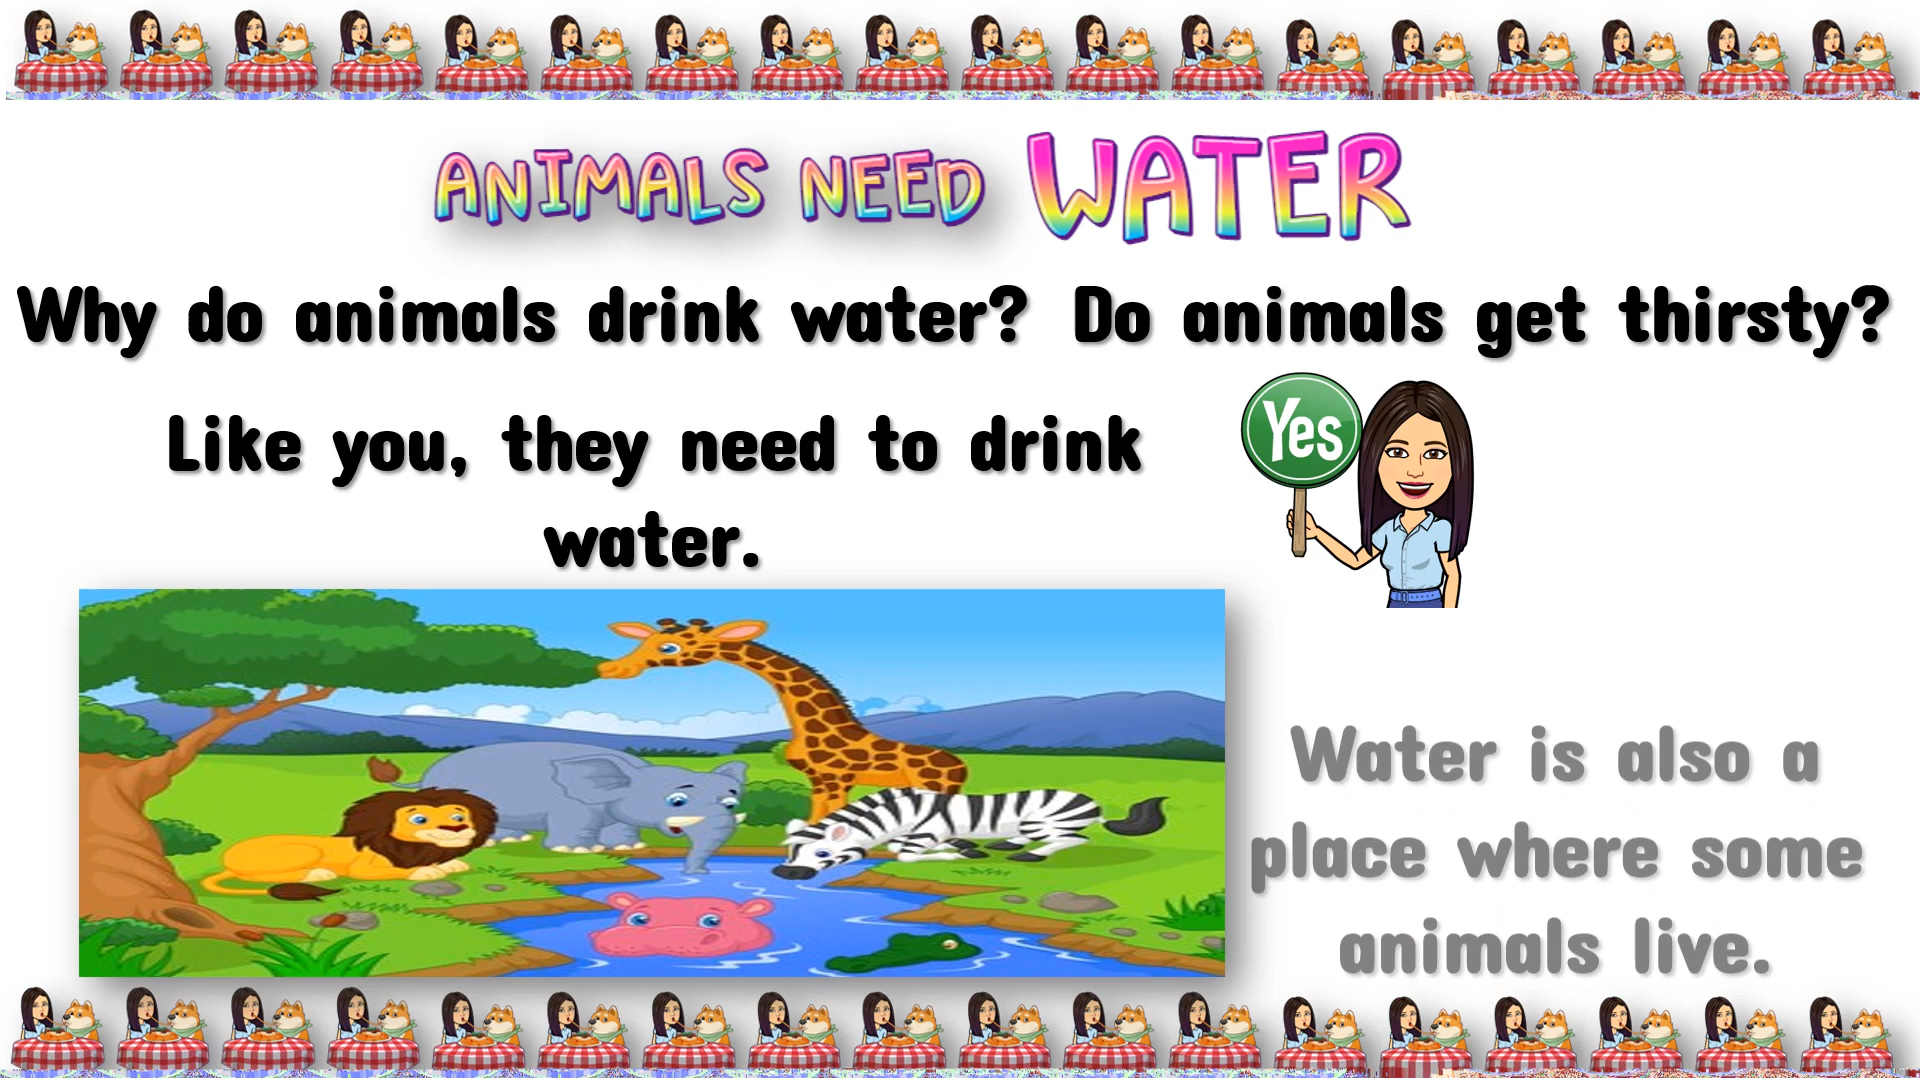 ANIMALS NEED WATER
Why do animals drink water? Do animals get thirsty?
Yes
Like you, they need to drink
water.
Water is also a
place where some
animals live.